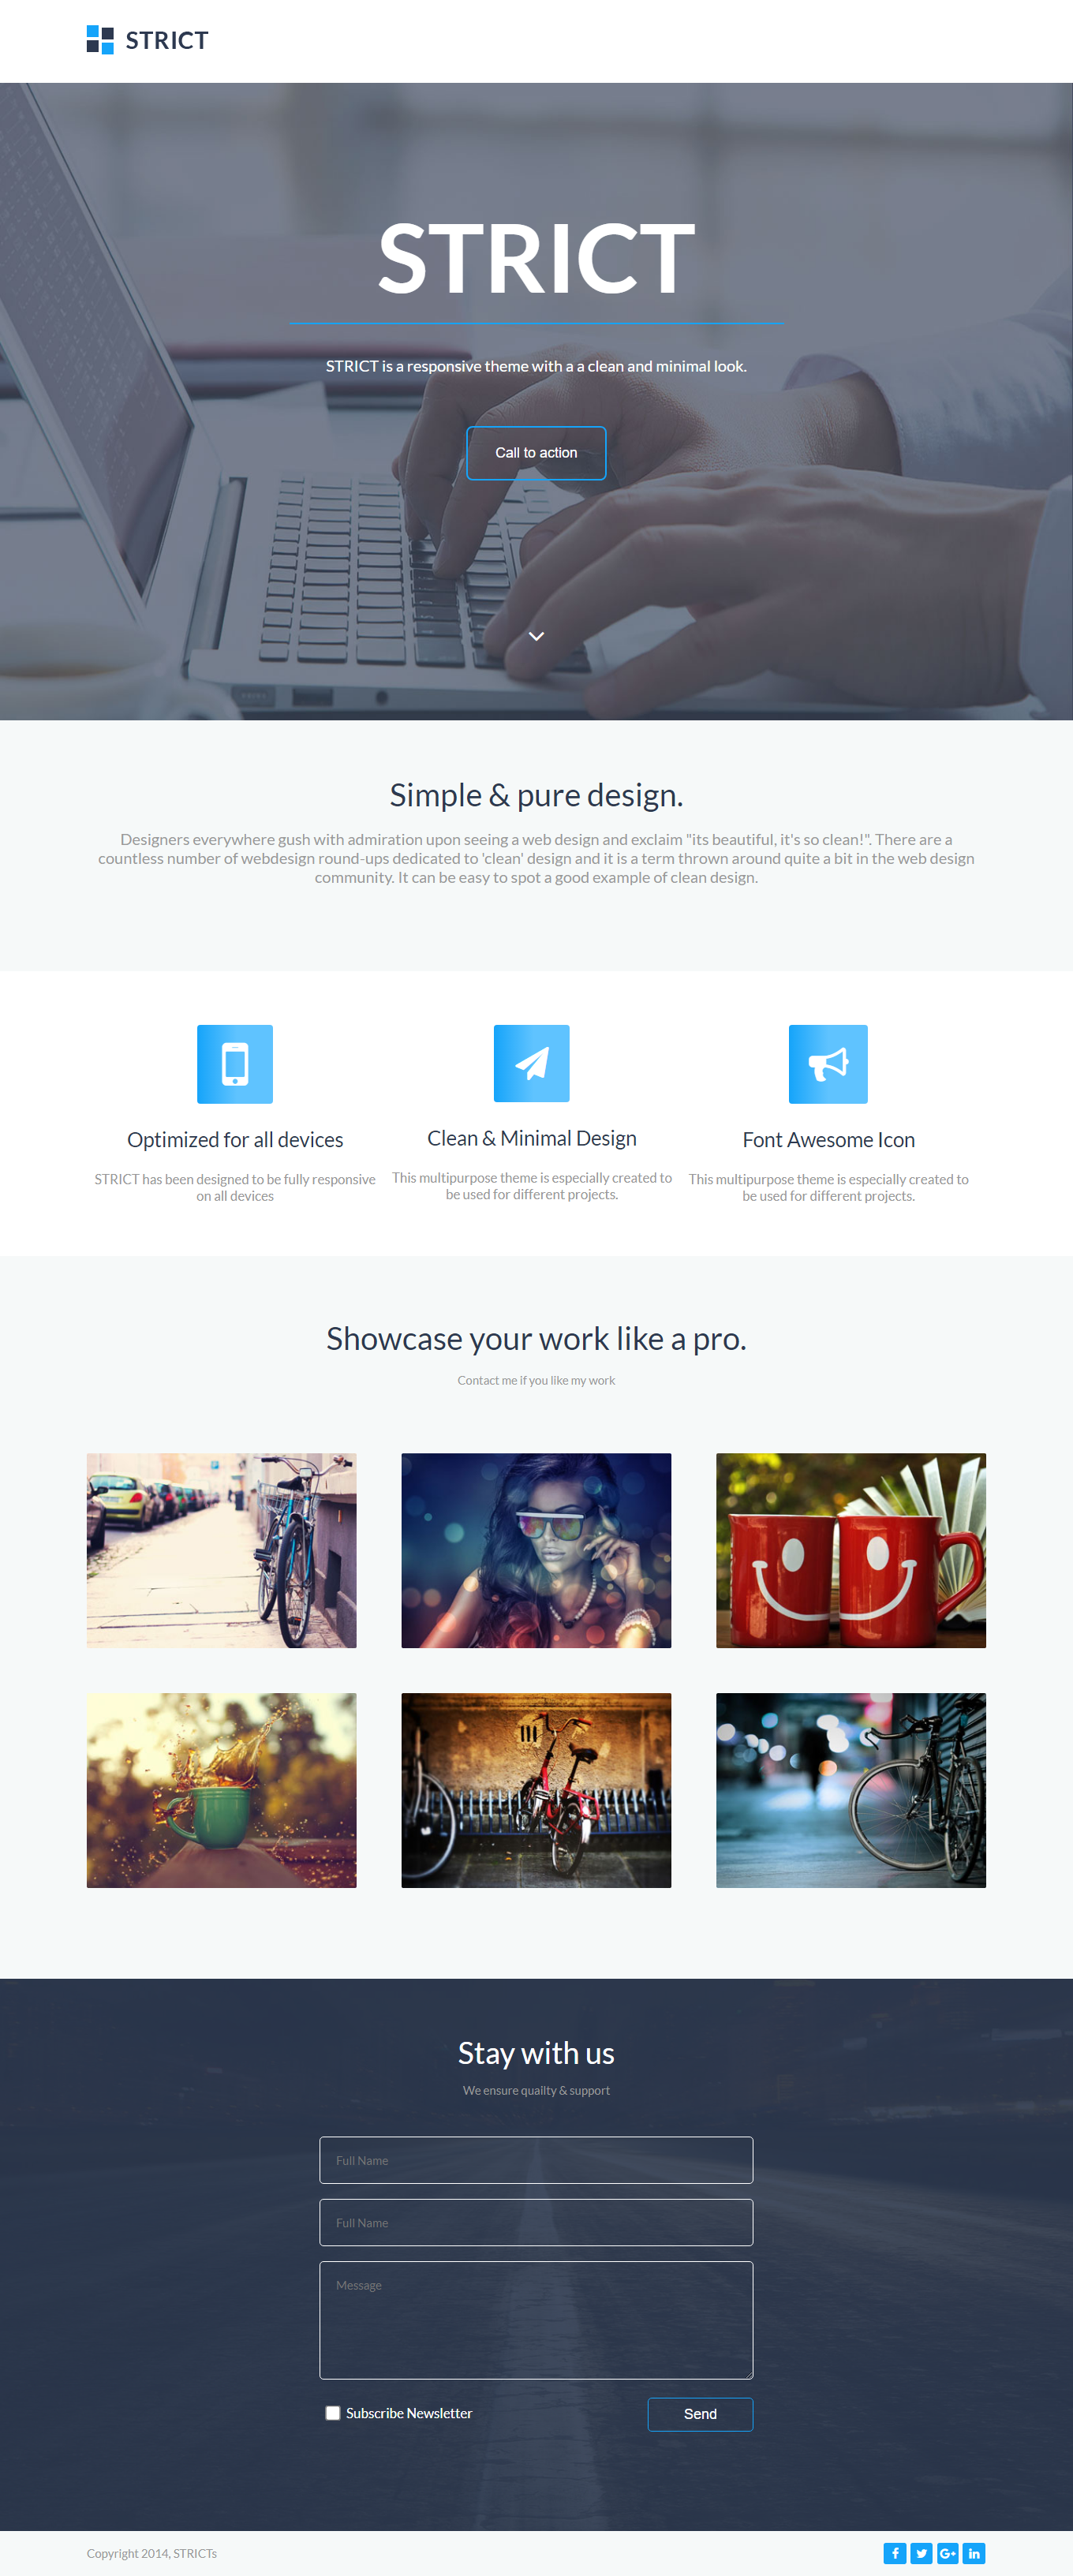 STRICT
STRICT
STRICT is a responsive theme with a a clean and minimal look.
Call to action
Simple & pure design.
Designers everywhere gush with admiration upon seeing a web design and exclaim "its beautiful, it's so clean!". There are a
countless number of webdesign round-ups dedicated to 'clean' design and it is a term thrown around quite a bit in the web design
community. It can be easy to spot a good example of clean design.
Optimized for all devices
STRICT has been designed to be fully responsive
on all devices
Clean & Minimal Design
This multipurpose theme is especially created to
be used for different projects.
Font Awesome Icon
This multipurpose theme is especially created to
be used for different projects.
Showcase your work like a pro.
Contact me if you like my work
Stay with us
We ensure quailty & support
Full Name
Full Name
Message
Subscribe Newsletter
Send
Copyright 2014, STRICTs